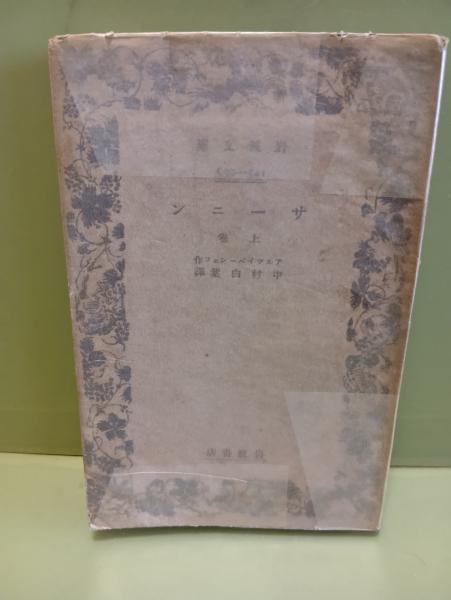 岩波文庫
サーニン
上巻
アルツイバーシェフ作
中村白葉譯
岩波書店